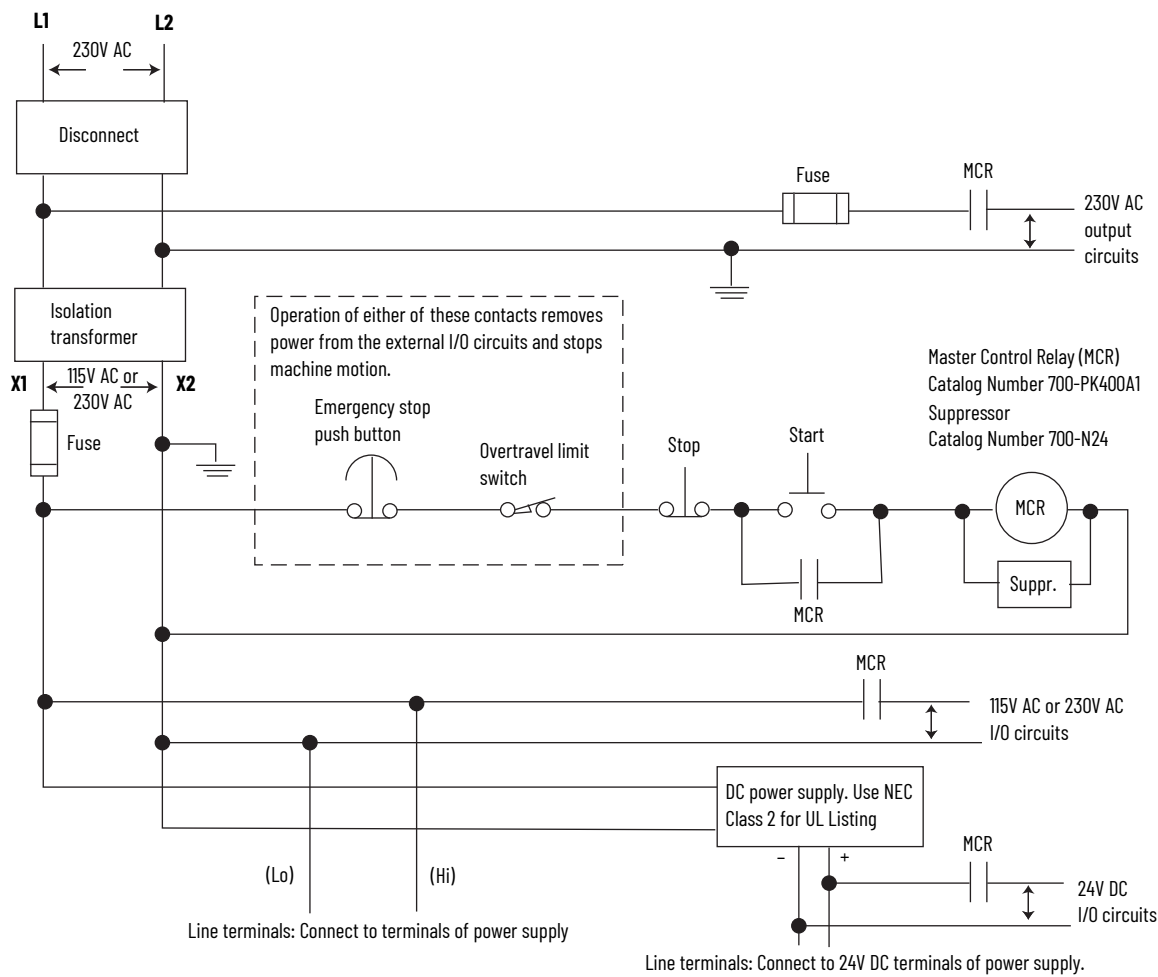 L1
L2
230V AC
Disconnect
Fuse
MCR
230V AC
output
circuits
Isolation
transformer
Operation of either of these contacts removes
power from the external I/O circuits and stops
machine motion.
X1
115V AC or
230V AC
X2
Fuse
Emergency stop
push button
Overtravel limit
switch
Stop
Start
Master Control Relay (MCR)
Catalog Number 700-PK400A1
Suppressor
Catalog Number 700-N24
MCR
Suppr.
MCR
MCR
115V AC or 230V AC
I/O circuits
DC power supply. Use NEC
Class 2 for UL Listing
–
+
MCR
(Lo)
(Hi)
24V DC
I/O circuits
Line terminals: Connect to terminals of power supply
Line terminals: Connect to 24V DC terminals of power supply.